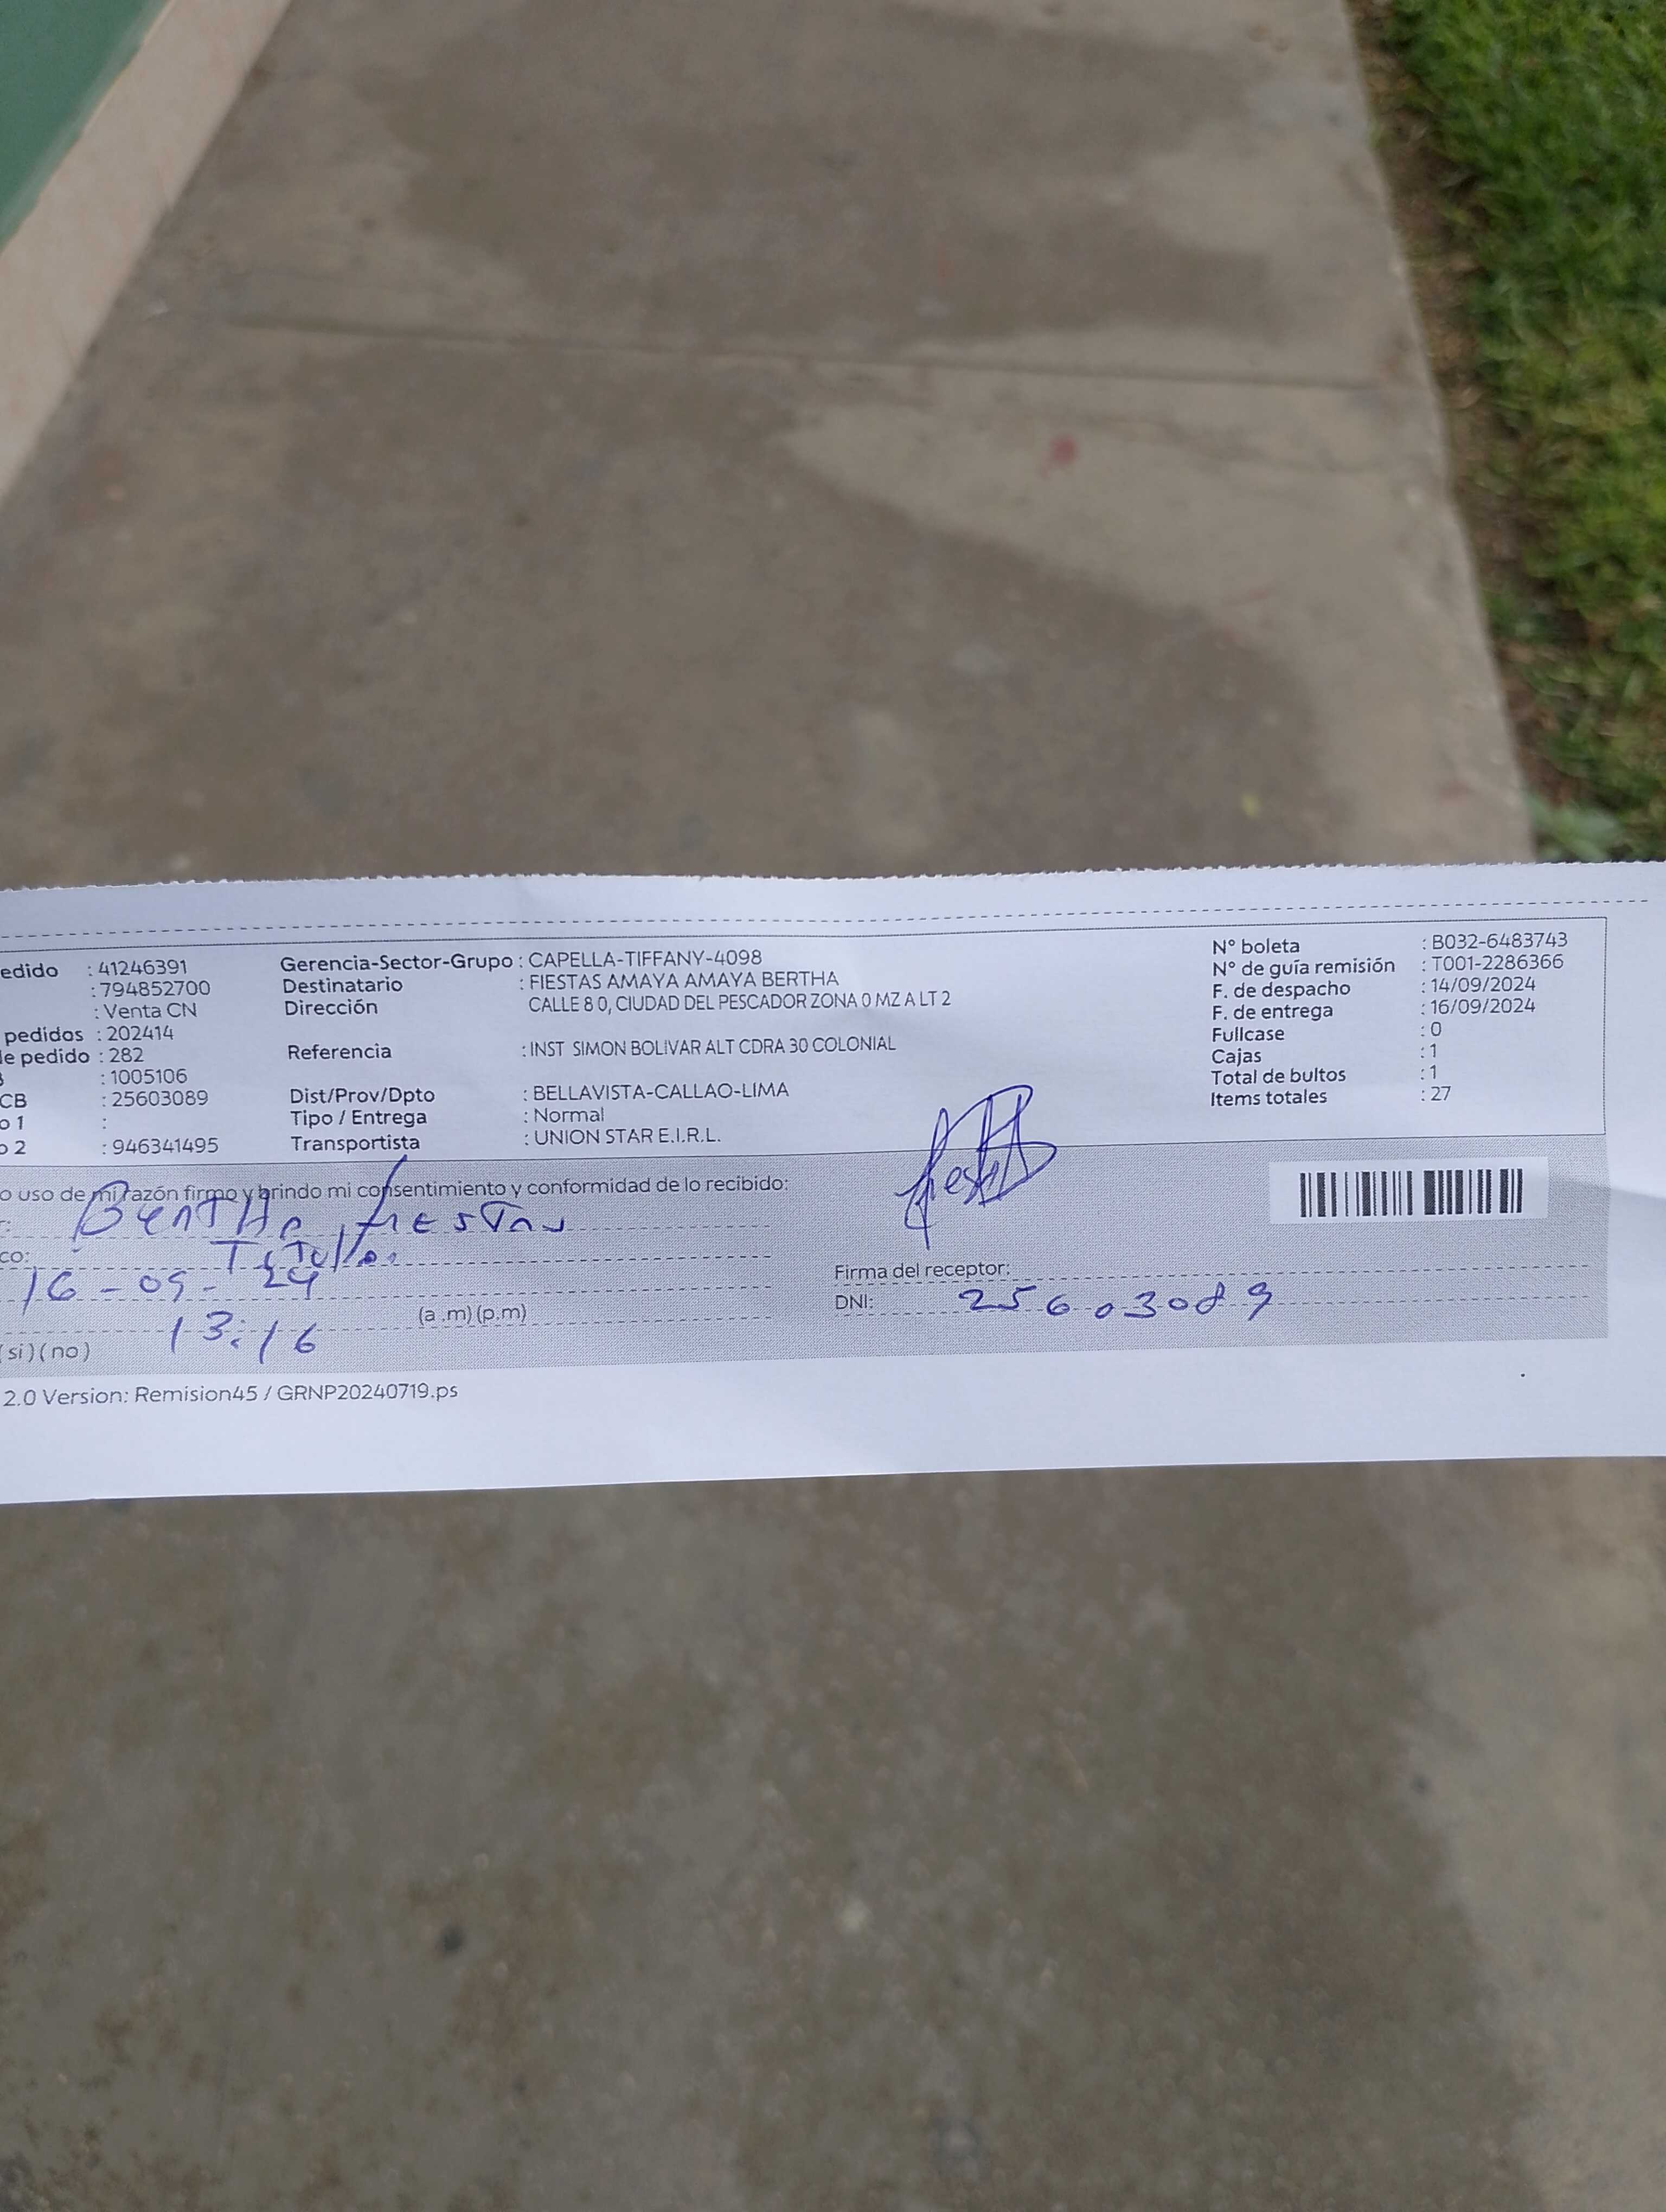 edido : 41246391
: 794852700
: Venta CN
pedidos : 202414
de pedido : 282
: 1005106
CB : 25603089
o 1 :
o 2 : 946341495
Gerencia-Sector-Grupo : CAPELLA-TIFFANY-4098
Destinatario : FIESTAS AMAYA AMAYA BERTHA
Dirección CALLE 8 0, CIUDAD DEL PESCADOR ZONA 0 MZ A LT 2
Referencia : INST SIMON BOLIVAR ALT CDRA 30 COLONIAL
Dist/Prov/Dpto : BELLAVISTA-CALLAO-LIMA
Tipo / Entrega : Normal
Transportista : UNION STAR E.I.R.L.
N° boleta : B032-6483743
N° de guía remisión : T001-2286366
F. de despacho : 14/09/2024
F. de entrega : 16/09/2024
Fullcase : 0
Cajas : 1
Total de bultos : 1
Items totales : 27
o uso de mi razón firmo y brindo mi consentimiento y conformidad de lo recibido:
r: Bertha fiestas
co: Titular
16-09-24
13:16 (a.m) (p.m)
(si) (no)
Firma del receptor:
DNI: 25603089
2.0 Version: Remision45 / GRNP20240719.ps